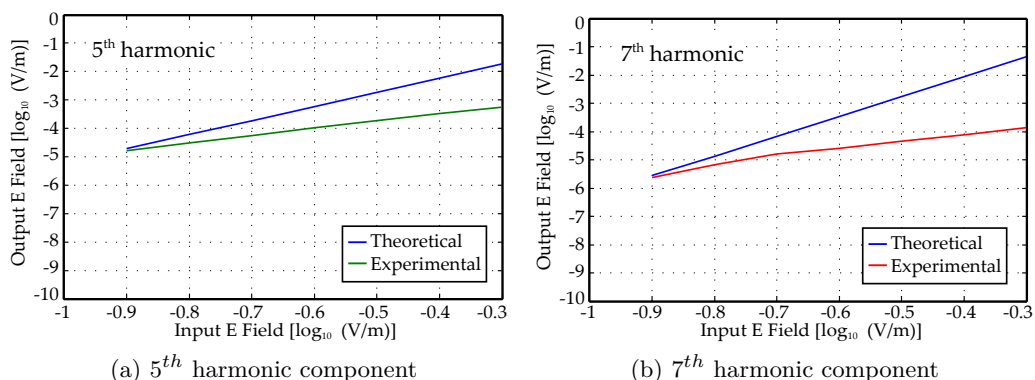 0
-1
-2
-3
-4
-5
-6
-7
-8
-9
-10
Output E Field [log₁₀ (V/m)]
5th harmonic
Theoretical
Experimental
-1 -0.9 -0.8 -0.7 -0.6 -0.5 -0.4 -0.3
Input E Field [log₁₀ (V/m)]
(a) 5th harmonic component
0
-1
-2
-3
-4
-5
-6
-7
-8
-9
-10
Output E Field [log₁₀ (V/m)]
7th harmonic
Theoretical
Experimental
-1 -0.9 -0.8 -0.7 -0.6 -0.5 -0.4 -0.3
Input E Field [log₁₀ (V/m)]
(b) 7th harmonic component